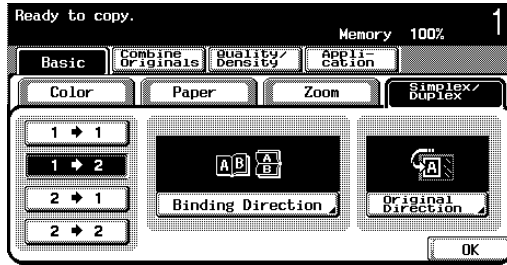 Ready to copy.
Memory 100%
1
Basic
Combine Originals
Quality/ Density
Appli- cation
Color
Paper
Zoom
Simplex/ Duplex
1 ➔ 1
1 ➔ 2
2 ➔ 1
2 ➔ 2
A B
A
B
Binding Direction
A
Original Direction
OK